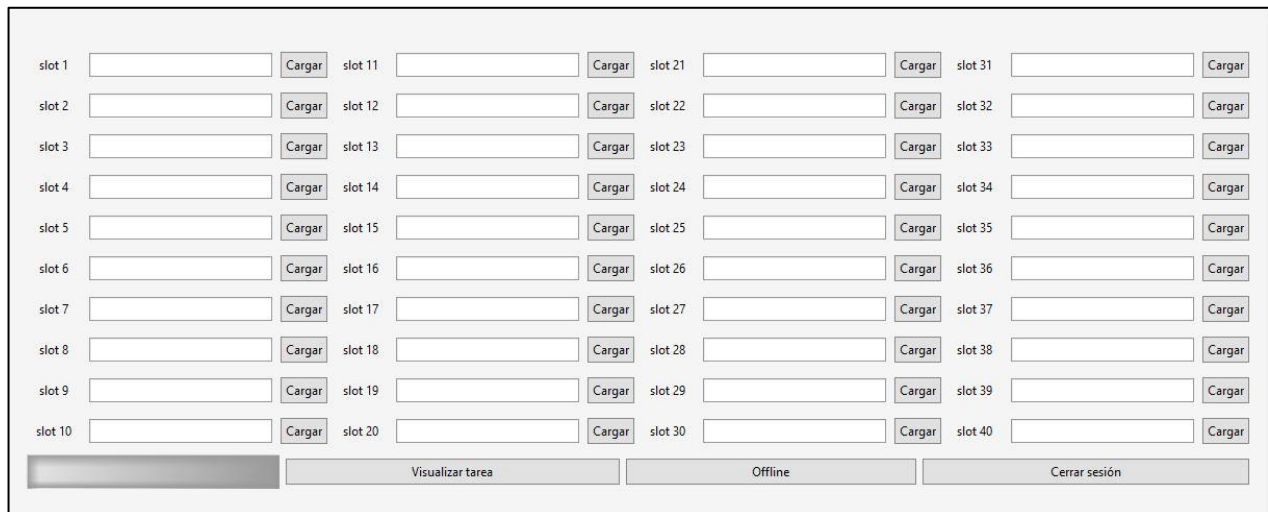 slot 1 Cargar slot 11 Cargar slot 21 Cargar slot 31 Cargar
slot 2 Cargar slot 12 Cargar slot 22 Cargar slot 32 Cargar
slot 3 Cargar slot 13 Cargar slot 23 Cargar slot 33 Cargar
slot 4 Cargar slot 14 Cargar slot 24 Cargar slot 34 Cargar
slot 5 Cargar slot 15 Cargar slot 25 Cargar slot 35 Cargar
slot 6 Cargar slot 16 Cargar slot 26 Cargar slot 36 Cargar
slot 7 Cargar slot 17 Cargar slot 27 Cargar slot 37 Cargar
slot 8 Cargar slot 18 Cargar slot 28 Cargar slot 38 Cargar
slot 9 Cargar slot 19 Cargar slot 29 Cargar slot 39 Cargar
slot 10 Cargar slot 20 Cargar slot 30 Cargar slot 40 Cargar
Visualizar tarea Offline Cerrar sesión